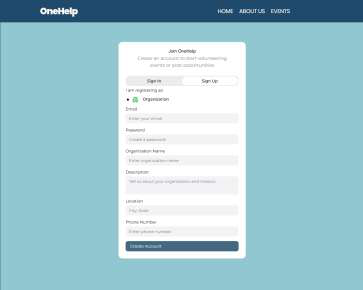 OneHelp
HOME ABOUT US EVENTS
Join OneHelp
Create an account to start volunteering
events or post opportunities
Sign In Sign Up
I am registering as
Organization
Email
Enter your email
Password
Create a password
Organization Name
Enter organization name
Description
Tell us about your organization and mission
Location
City, State
Phone Number
Enter phone number
Create Account